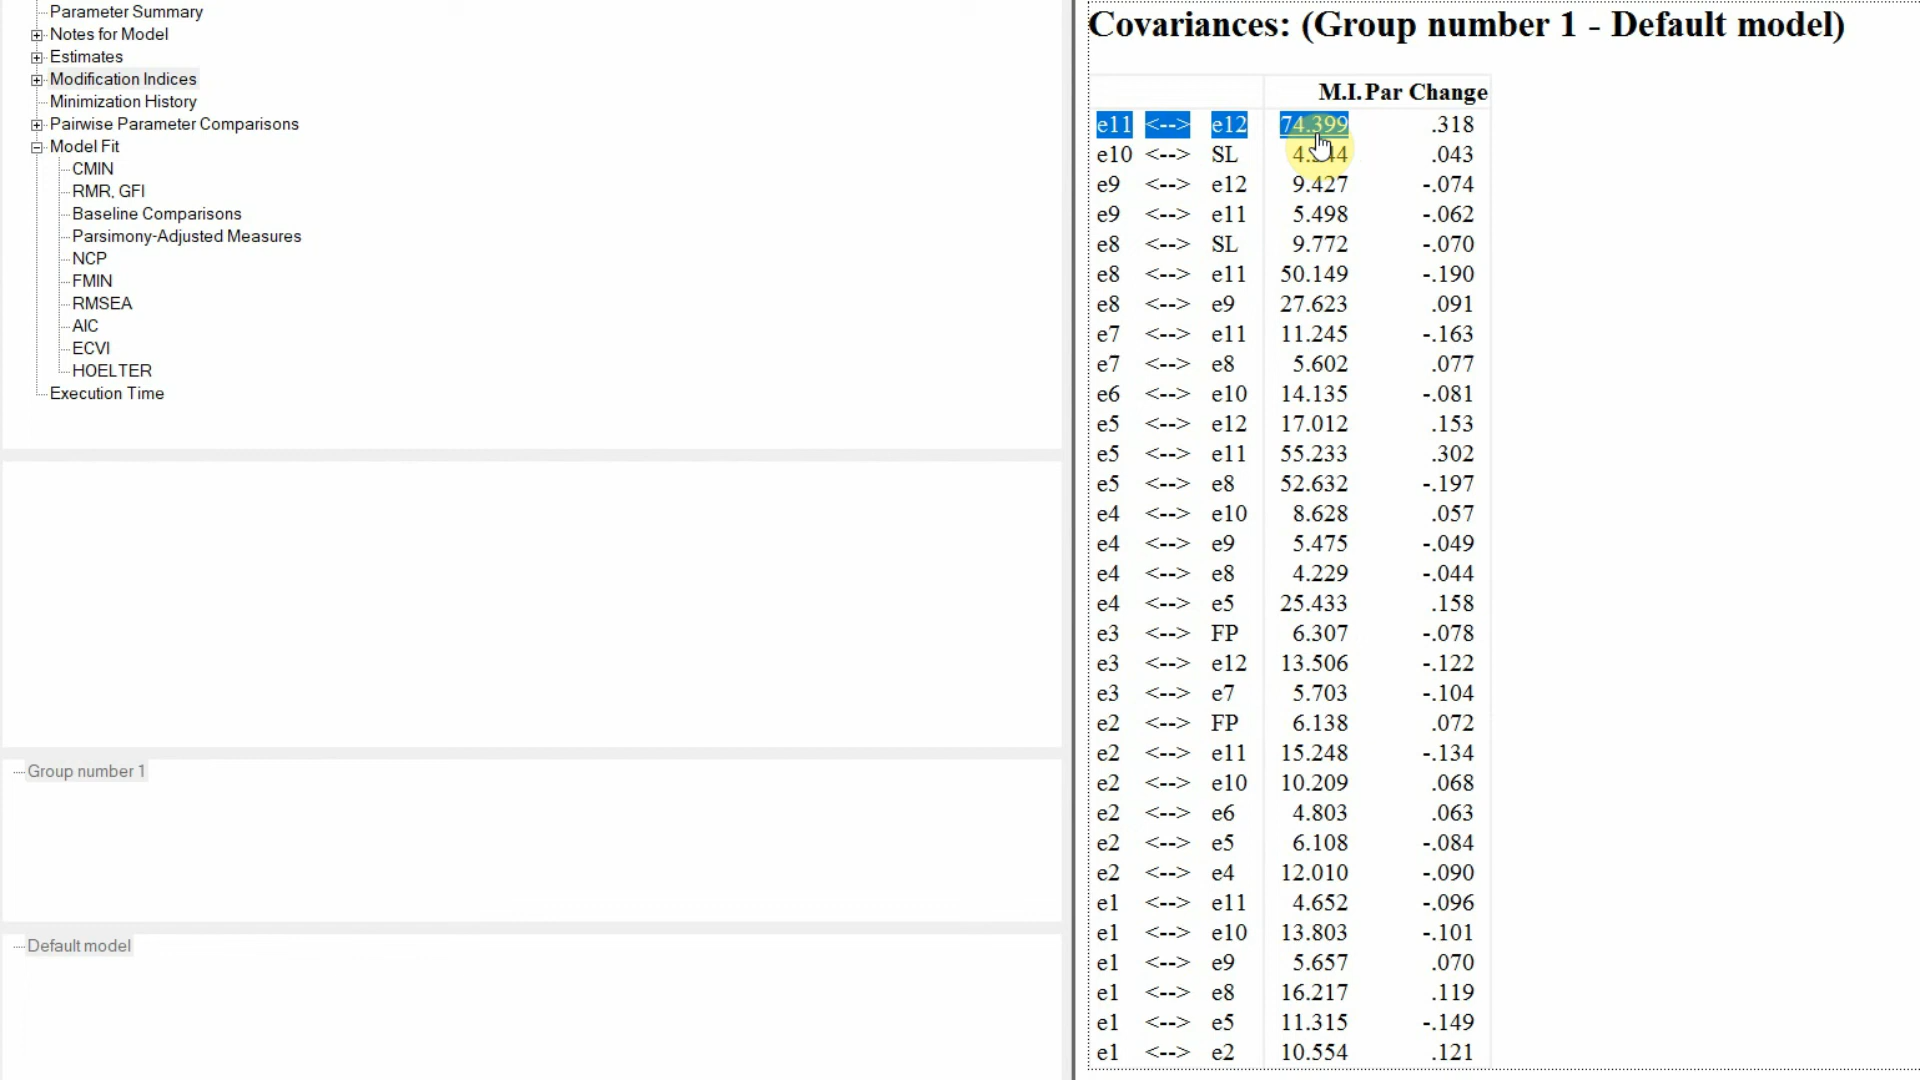 Parameter Summary
Notes for Model
Estimates
Modification Indices
Minimization History
Pairwise Parameter Comparisons
Model Fit
CMIN
RMR, GFI
Baseline Comparisons
Parsimony-Adjusted Measures
NCP
FMIN
RMSEA
AIC
ECVI
HOELTER
Execution Time
Group number 1
Default model
Covariances: (Group number 1 - Default model)
M.I. Par Change
e11 <--> e12 74.399 .318
e10 <--> SL .043
e9 <--> e12 9.427 -.074
e9 <--> e11 5.498 -.062
e8 <--> SL 9.772 -.070
e8 <--> e11 50.149 -.190
e8 <--> e9 27.623 .091
e7 <--> e11 11.245 -.163
e7 <--> e8 5.602 .077
e6 <--> e10 14.135 -.081
e5 <--> e12 17.012 .153
e5 <--> e11 55.233 .302
e5 <--> e8 52.632 -.197
e4 <--> e10 8.628 .057
e4 <--> e9 5.475 -.049
e4 <--> e8 4.229 -.044
e4 <--> e5 25.433 .158
e3 <--> FP 6.307 -.078
e3 <--> e12 13.506 -.122
e3 <--> e7 5.703 -.104
e2 <--> FP 6.138 .072
e2 <--> e11 15.248 -.134
e2 <--> e10 10.209 .068
e2 <--> e6 4.803 .063
e2 <--> e5 6.108 -.084
e2 <--> e4 12.010 -.090
e1 <--> e11 4.652 -.096
e1 <--> e10 13.803 -.101
e1 <--> e9 5.657 .070
e1 <--> e8 16.217 .119
e1 <--> e5 11.315 -.149
e1 <--> e2 10.554 .121